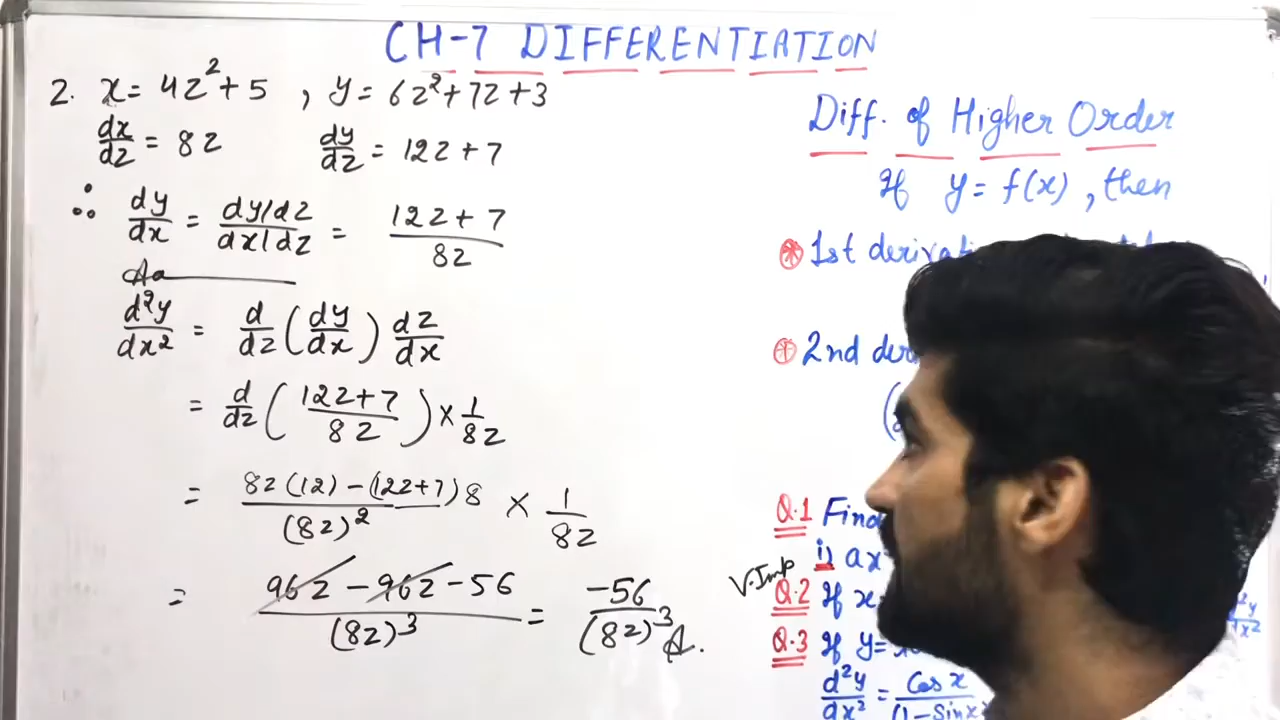 CH-7 DIFFERENTIATION
2. x = 4z²+5 , y = 6z²+7z+3
dx/dz = 8z dy/dz = 12z+7
∴ dy/dx = (dy/dz)/(dx/dz) = (12z+7)/8z
d²y/dx² = d/dz (dy/dx) dz/dx
= d/dz ((12z+7)/8z) × 1/8z
= (8z(12) - (12z+7)8)/(8z)² × 1/8z
= (96z - 96z - 56)/(8z)³ = -56/(8z)³
Diff. of Higher Order
If y = f(x), then
1st
2nd
Q.1 Find
i) ax
V.Imp
Q.2 If x
Q.3 If y=
d²y/dx² = Cos x/(1-Sinx)